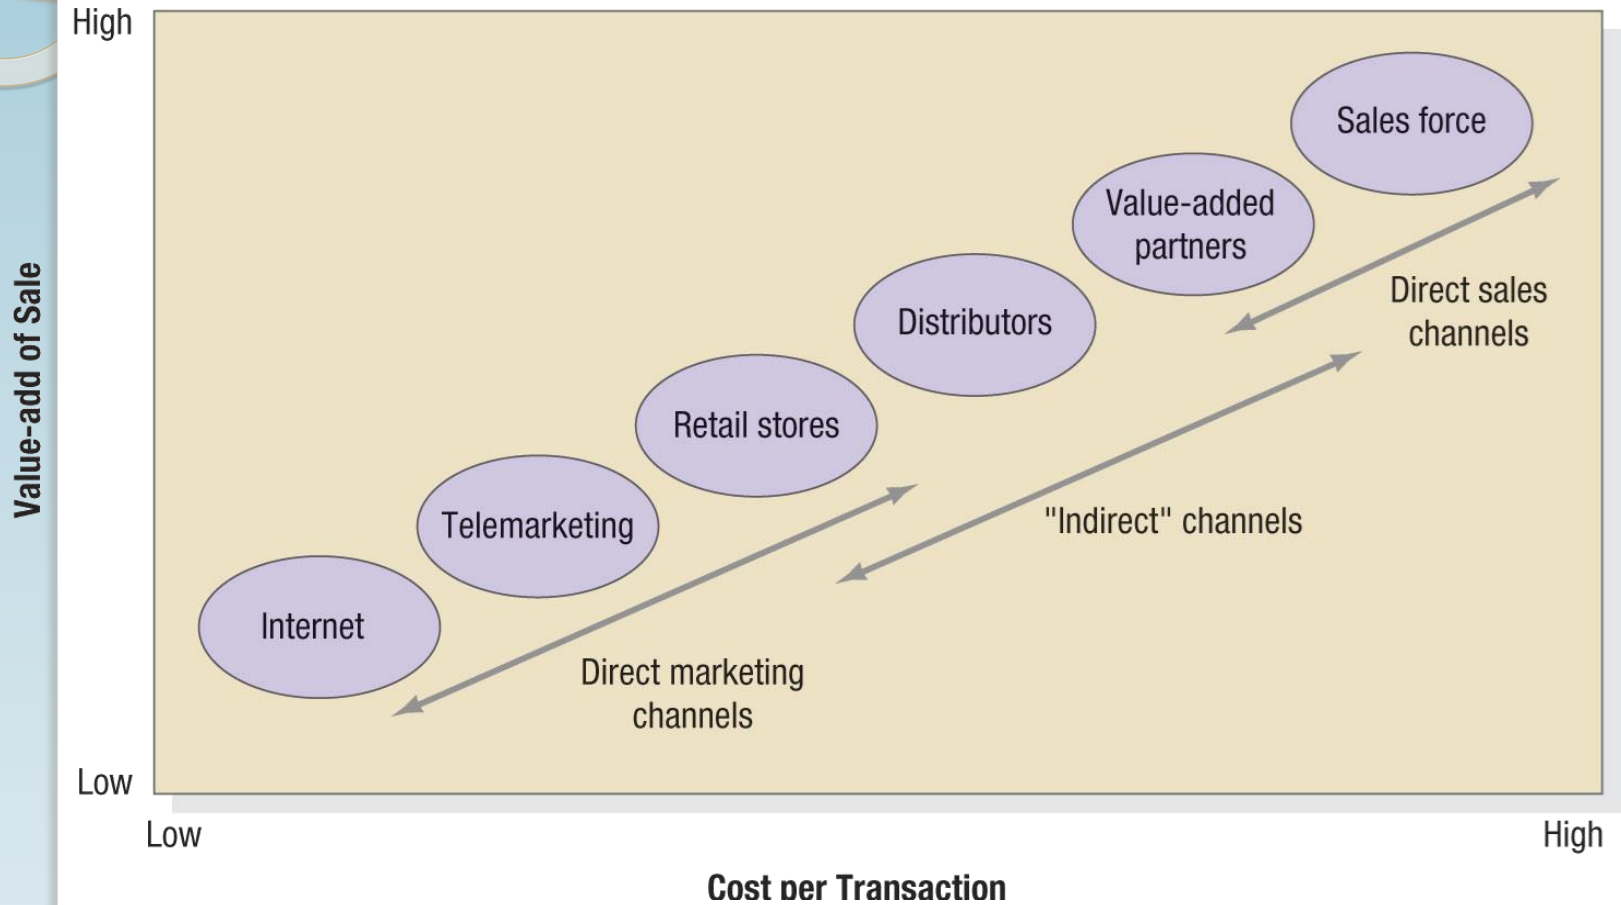 High
Sales force
Value-added
partners
Direct sales
channels
Distributors
Value-add of Sale
Retail stores
"Indirect" channels
Telemarketing
Internet
Direct marketing
channels
Low
Low
High
Cost per Transaction